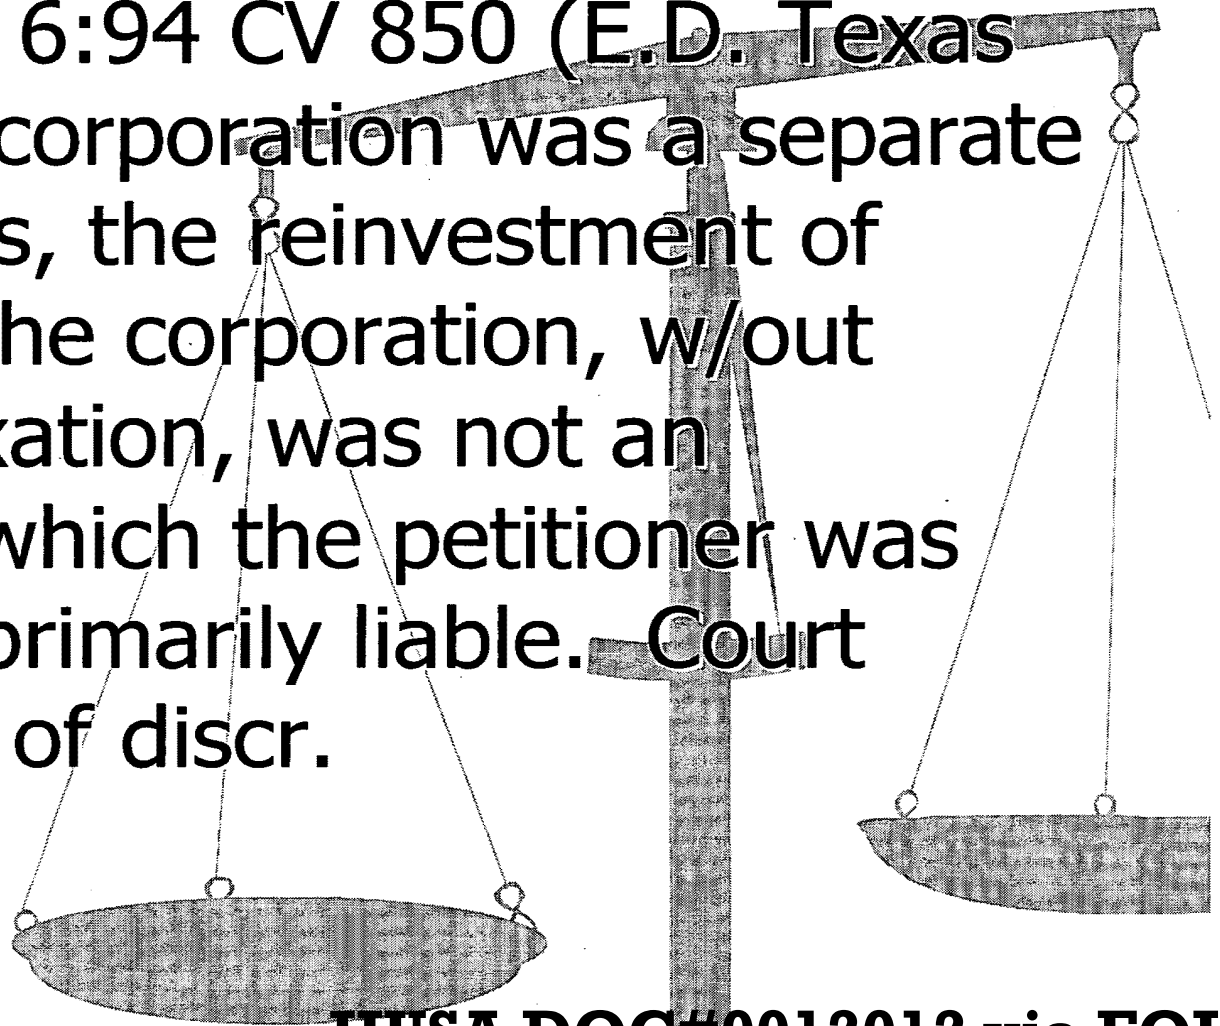 6:94 CV 850 (E.D. Texas
corporation was a separate
s, the reinvestment of
he corporation, w/out
xation, was not an
which the petitioner was
primarily liable. Court
of discr.